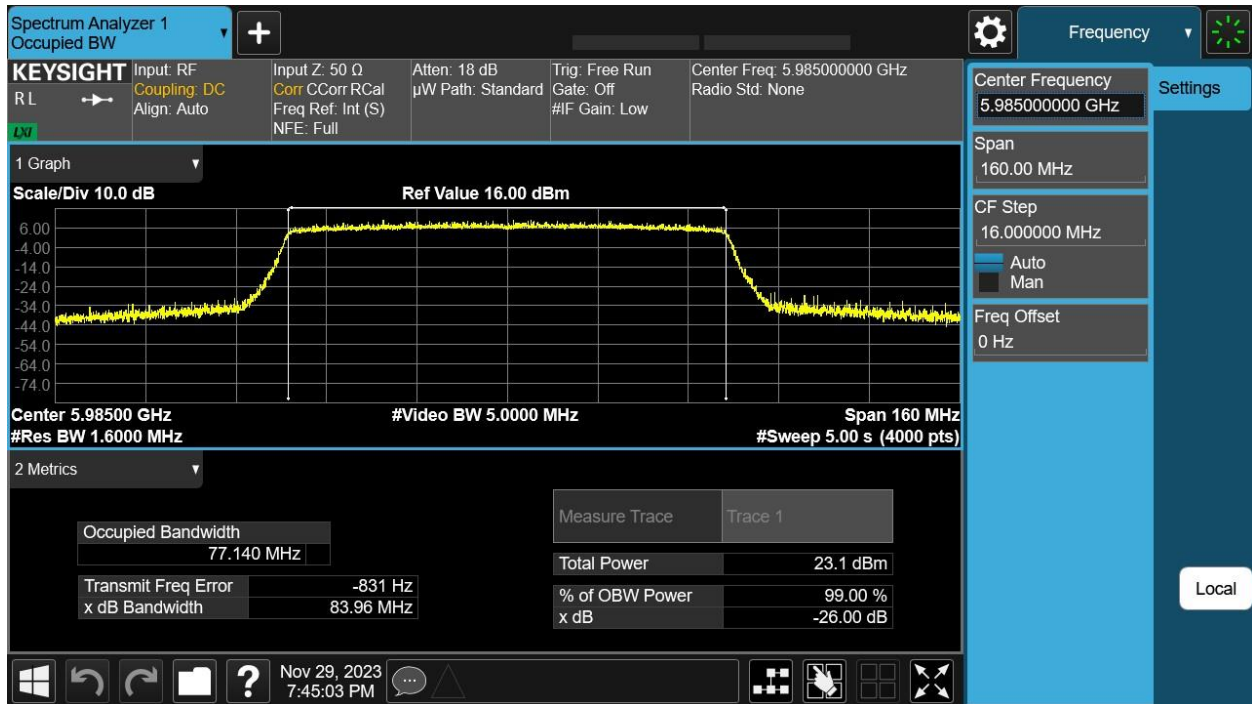 Spectrum Analyzer 1
Occupied BW
+
Frequency
KEYSIGHT
RL
LXI
Input: RF
Coupling: DC
Align: Auto
Input Z: 50 Ω
Corr CCorr RCal
Freq Ref: Int (S)
NFE: Full
Atten: 18 dB
µW Path: Standard
Trig: Free Run
Gate: Off
#IF Gain: Low
Center Freq: 5.985000000 GHz
Radio Std: None
Center Frequency
5.985000000 GHz
Settings
Span
160.00 MHz
CF Step
16.000000 MHz
Auto
Man
Freq Offset
0 Hz
Local
1 Graph
Scale/Div 10.0 dB
Ref Value 16.00 dBm
6.00
-4.00
-14.0
-24.0
-34.0
-44.0
-54.0
-64.0
-74.0
Center 5.98500 GHz
#Video BW 5.0000 MHz
Span 160 MHz
#Res BW 1.6000 MHz
#Sweep 5.00 s (4000 pts)
2 Metrics
Occupied Bandwidth
77.140 MHz
Transmit Freq Error -831 Hz
x dB Bandwidth 83.96 MHz
Measure Trace Trace 1
Total Power 23.1 dBm
% of OBW Power 99.00 %
x dB -26.00 dB
?
Nov 29, 2023
7:45:03 PM